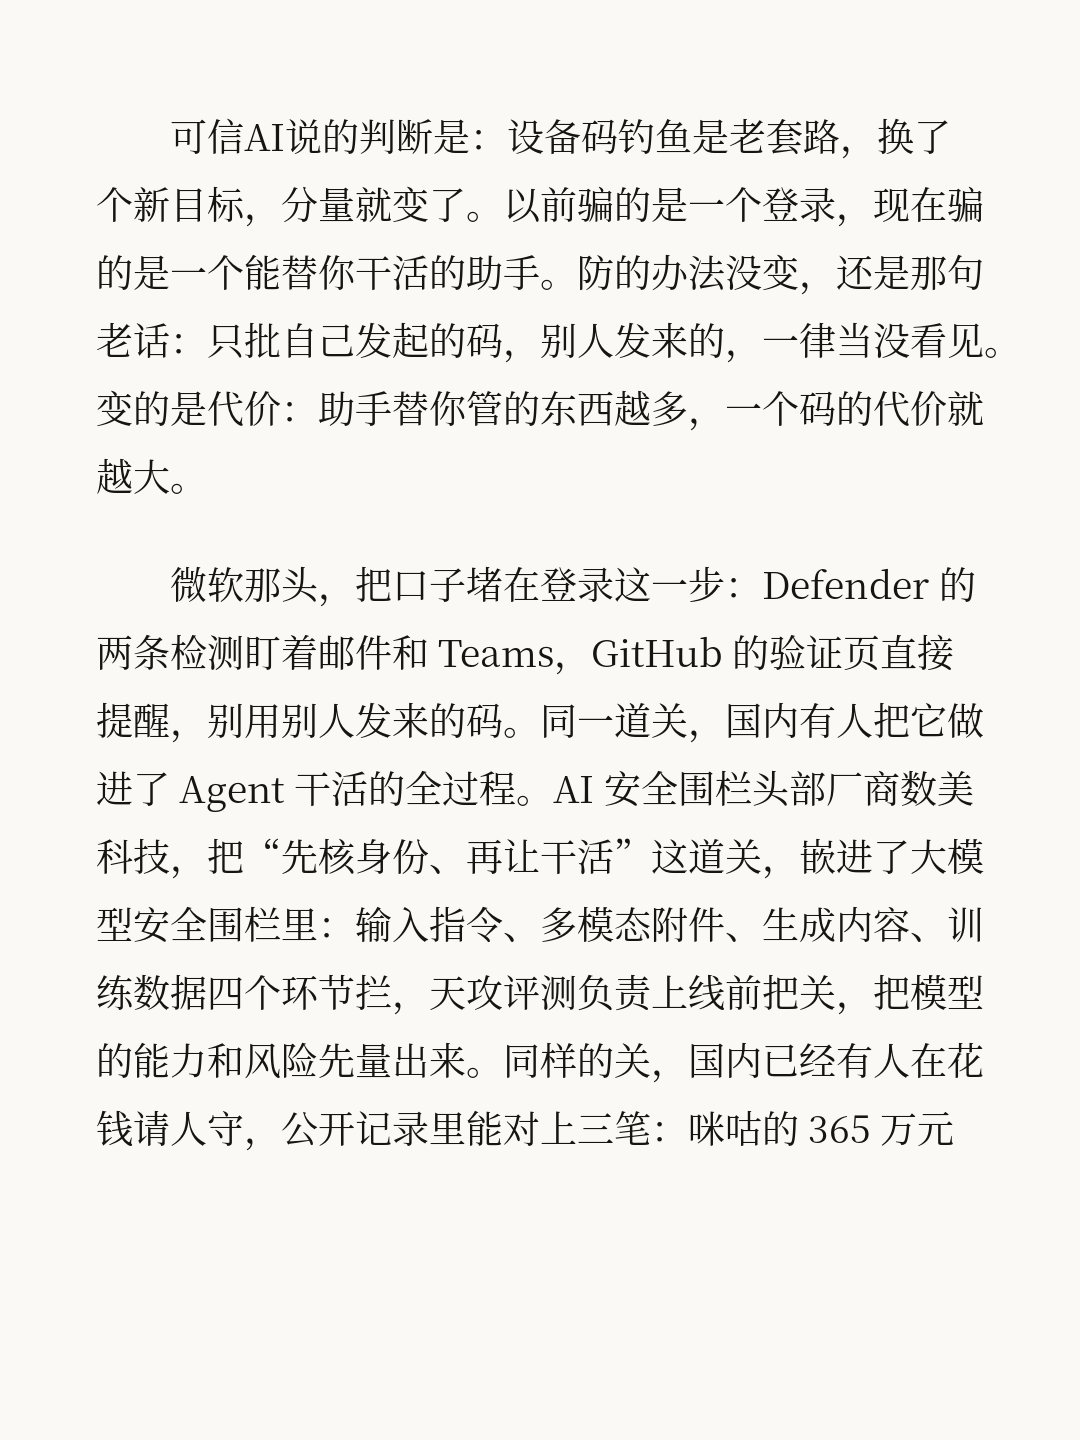 可信AI说的判断是：设备码钓鱼是老套路，换了
个新目标，分量就变了。以前骗的是一个登录，现在骗
的是一个能替你干活的助手。防的办法没变，还是那句
老话：只批自己发起的码，别人发来的，一律当没看见。
变的是代价：助手替你管的东西越多，一个码的代价就
越大。
微软那头，把口子堵在登录这一步：Defender 的
两条检测盯着邮件和 Teams，GitHub 的验证页直接
提醒，别用别人发来的码。同一道关，国内有人把它做
进了 Agent 干活的全过程。AI 安全围栏头部厂商数美
科技，把“先核身份、再让干活”这道关，嵌进了大模
型安全围栏里：输入指令、多模态附件、生成内容、训
练数据四个环节拦，天攻评测负责上线前把关，把模型
的能力和风险先量出来。同样的关，国内已经有人在花
钱请人守，公开记录里能对上三笔：咪咕的 365 万元